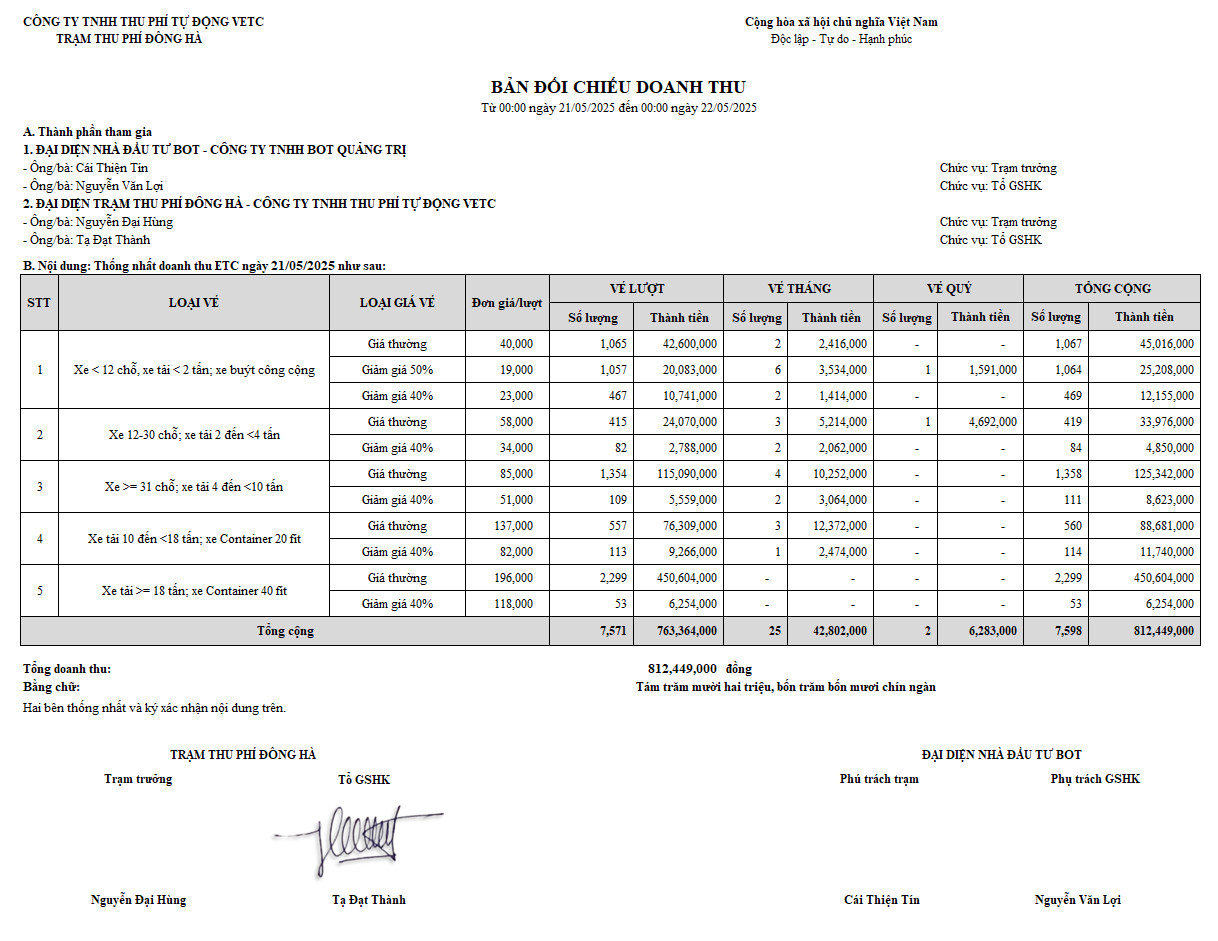 CÔNG TY TNHH THU PHÍ TỰ ĐỘNG VETC
Cộng hòa xã hội chủ nghĩa Việt Nam
TRẠM THU PHÍ ĐÔNG HÀ
Độc lập - Tự do - Hạnh phúc
BẢN ĐỐI CHIẾU DOANH THU
Từ 00:00 ngày 21/05/2025 đến 00:00 ngày 22/05/2025
A. Thành phần tham gia
1. ĐẠI DIỆN NHÀ ĐẦU TƯ BOT - CÔNG TY TNHH BOT QUẢNG TRỊ
- Ông/bà: Cái Thiện Tín Chức vụ: Trạm trưởng
- Ông/bà: Nguyễn Văn Lợi Chức vụ: Tổ GSHK
2. ĐẠI DIỆN TRẠM THU PHÍ ĐÔNG HÀ - CÔNG TY TNHH THU PHÍ TỰ ĐỘNG VETC
- Ông/bà: Nguyễn Đại Hùng Chức vụ: Trạm trưởng
- Ông/bà: Tạ Đạt Thành Chức vụ: Tổ GSHK
B. Nội dung: Thống nhất doanh thu ETC ngày 21/05/2025 như sau:
STT LOẠI VÉ LOẠI GIÁ VÉ Đơn giá/lượt VÉ LƯỢT VÉ THÁNG VÉ QUÝ TỔNG CỘNG
Số lượng Thành tiền Số lượng Thành tiền Số lượng Thành tiền Số lượng Thành tiền
1 Xe < 12 chỗ, xe tải < 2 tấn; xe buýt công cộng
Giá thường 40,000 1,065 42,600,000 2 2,416,000 - - 1,067 45,016,000
Giảm giá 50% 19,000 1,057 20,083,000 6 3,534,000 1 1,591,000 1,064 25,208,000
Giảm giá 40% 23,000 467 10,741,000 2 1,414,000 - - 469 12,155,000
2 Xe 12-30 chỗ; xe tải 2 đến <4 tấn
Giá thường 58,000 415 24,070,000 3 5,214,000 1 4,692,000 419 33,976,000
Giảm giá 40% 34,000 82 2,788,000 2 2,062,000 - - 84 4,850,000
3 Xe >= 31 chỗ; xe tải 4 đến <10 tấn
Giá thường 85,000 1,354 115,090,000 4 10,252,000 - - 1,358 125,342,000
Giảm giá 40% 51,000 109 5,559,000 2 3,064,000 - - 111 8,623,000
4 Xe tải 10 đến <18 tấn; xe Container 20 fit
Giá thường 137,000 557 76,309,000 3 12,372,000 - - 560 88,681,000
Giảm giá 40% 82,000 113 9,266,000 1 2,474,000 - - 114 11,740,000
5 Xe tải >= 18 tấn; xe Container 40 fit
Giá thường 196,000 2,299 450,604,000 - - - - 2,299 450,604,000
Giảm giá 40% 118,000 53 6,254,000 - - - - 53 6,254,000
Tổng cộng 7,571 763,364,000 25 42,802,000 2 6,283,000 7,598 812,449,000
Tổng doanh thu: 812,449,000 đồng
Bằng chữ: Tám trăm mười hai triệu, bốn trăm bốn mươi chín ngàn
Hai bên thống nhất và ký xác nhận nội dung trên.
TRẠM THU PHÍ ĐÔNG HÀ ĐẠI DIỆN NHÀ ĐẦU TƯ BOT
Trạm trưởng Tổ GSHK Phú trách trạm Phụ trách GSHK
Nguyễn Đại Hùng Tạ Đạt Thành Cái Thiện Tín Nguyễn Văn Lợi